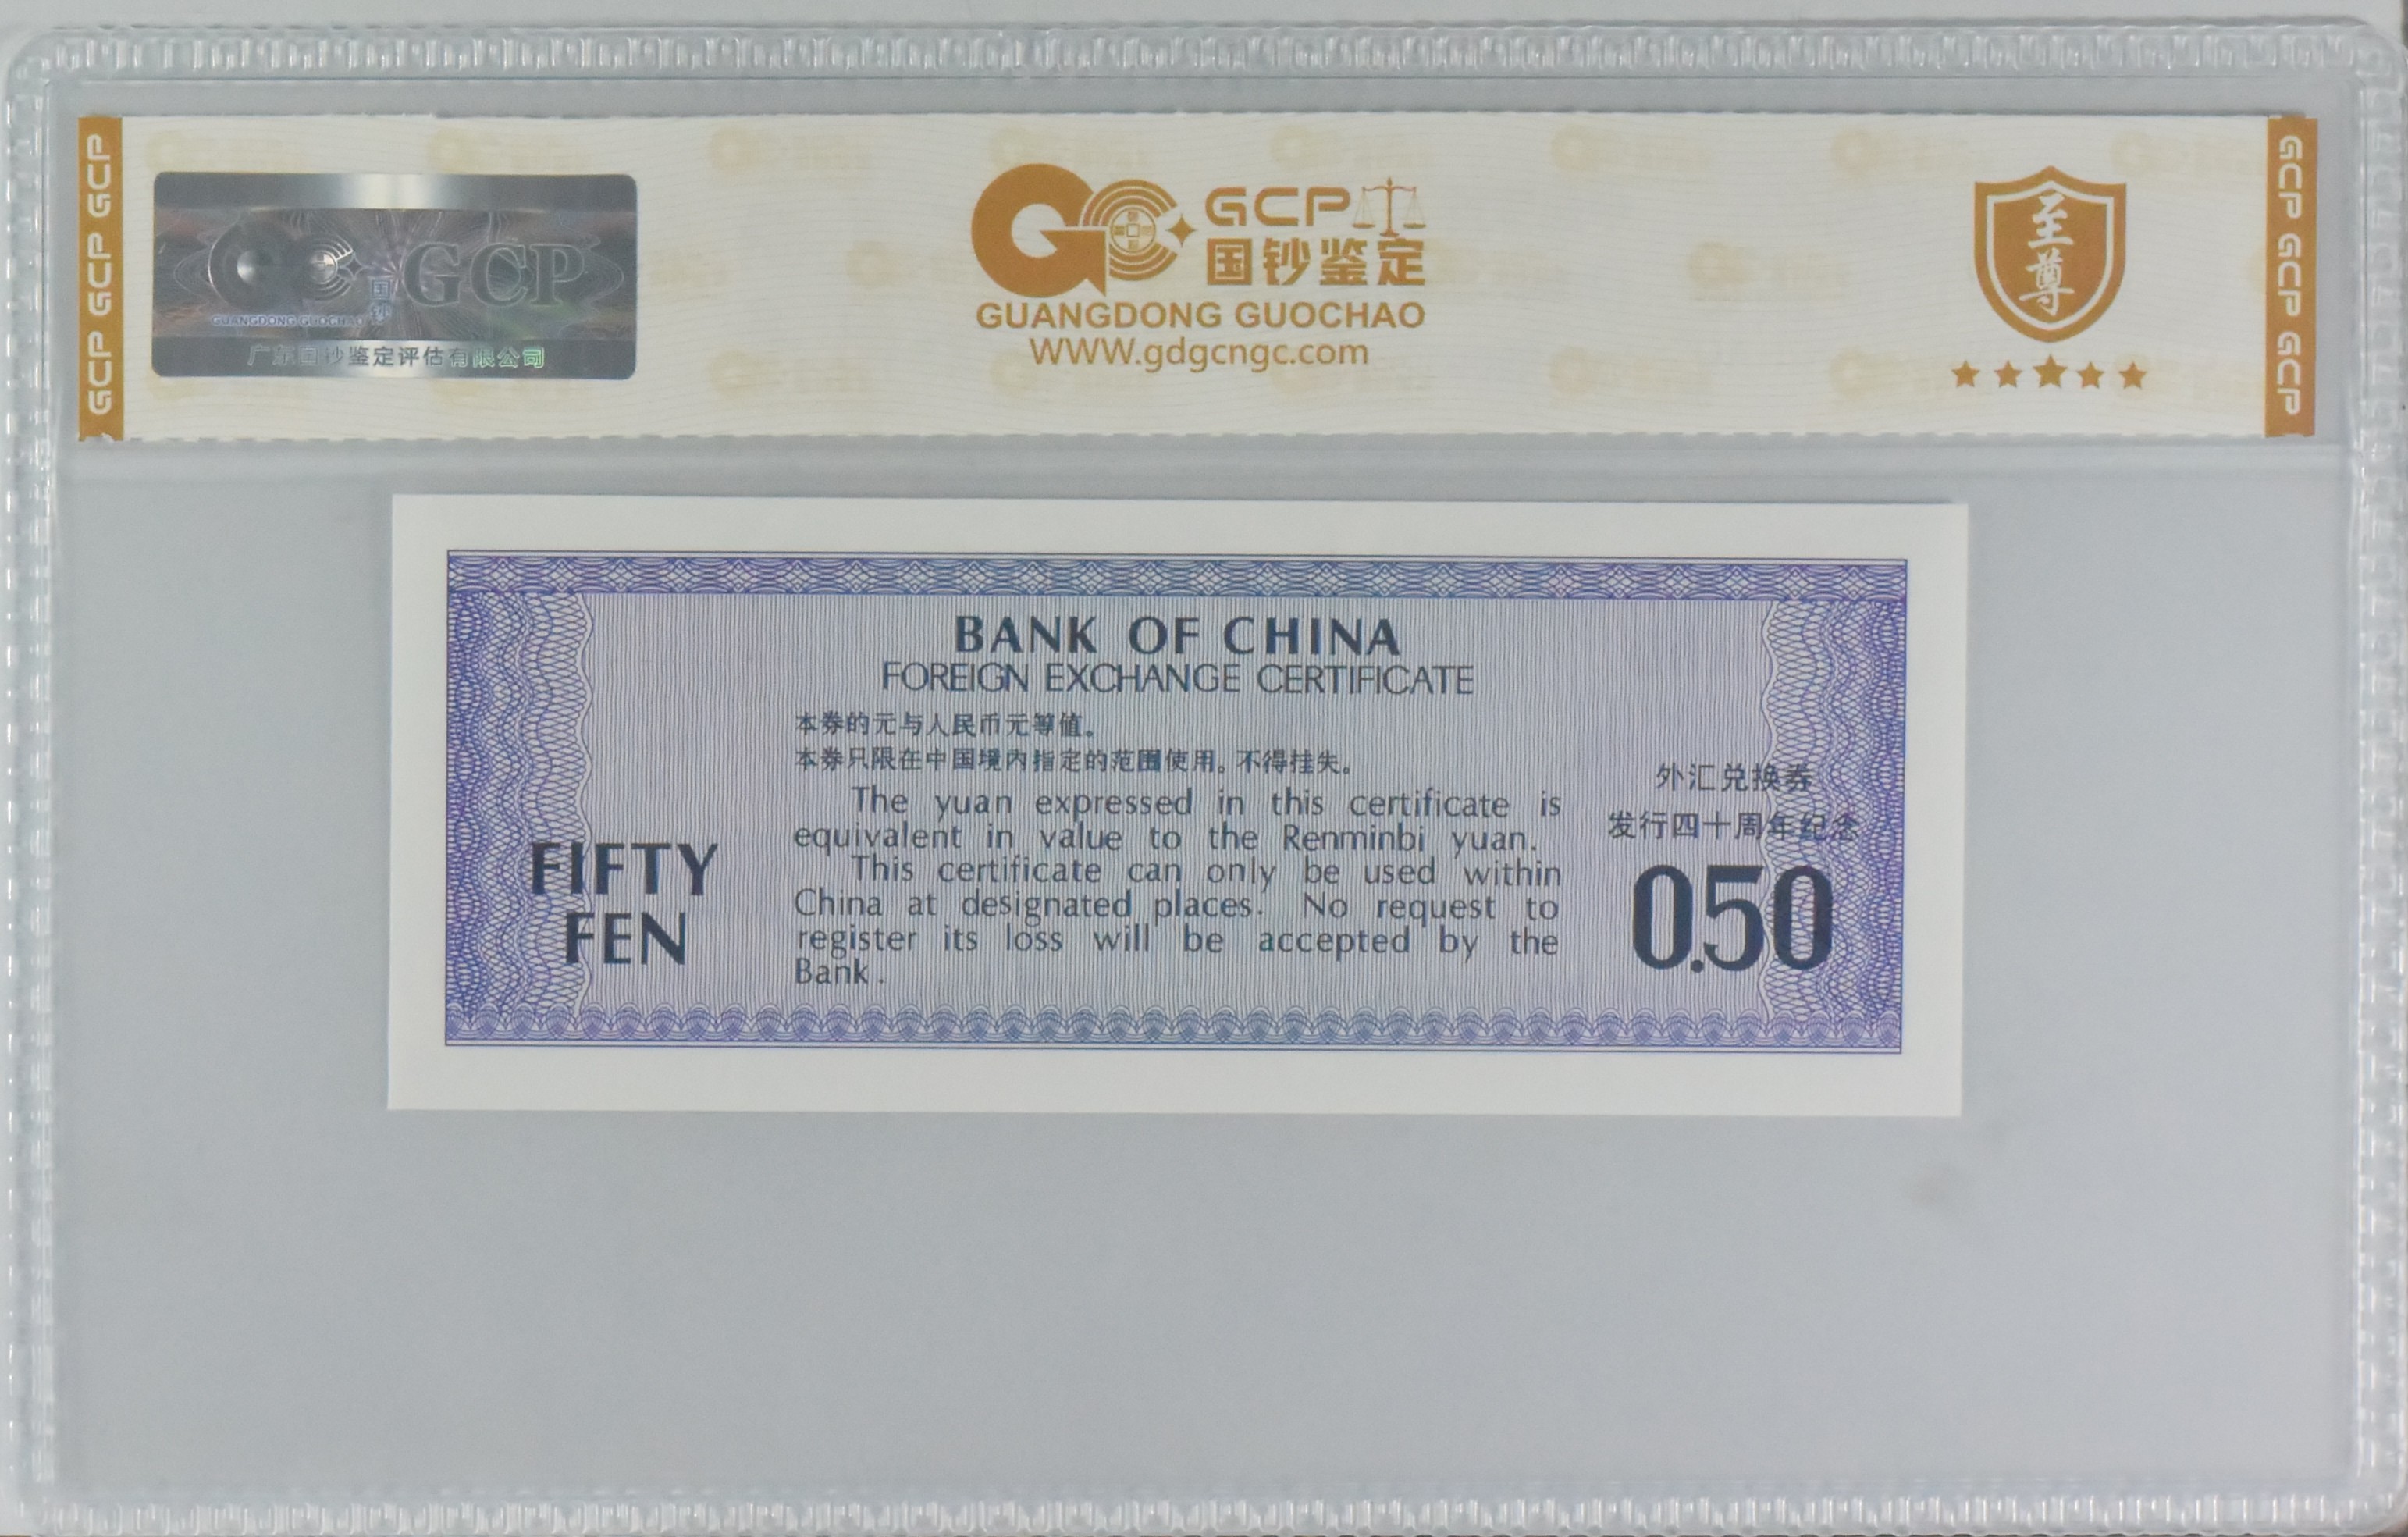 GCP GCP GCP
GCP
国钞
GUANGDONG GUOCHAO
广东国钞鉴定评估有限公司
GCP
国钞鉴定
GUANGDONG GUOCHAO
WWW.gdgcngc.com
至尊
GCP GCP GCP
BANK OF CHINA
FOREIGN EXCHANGE CERTIFICATE
本券的元与人民币元等值。
本券只限在中国境内指定的范围使用。不得挂失。
The yuan expressed in this certificate is
equivalent in value to the Renminbi yuan.
This certificate can only be used within
China at designated places. No request to
register its loss will be accepted by the
Bank.
FIFTY
FEN
外汇兑换券
发行四十周年纪念
0.50